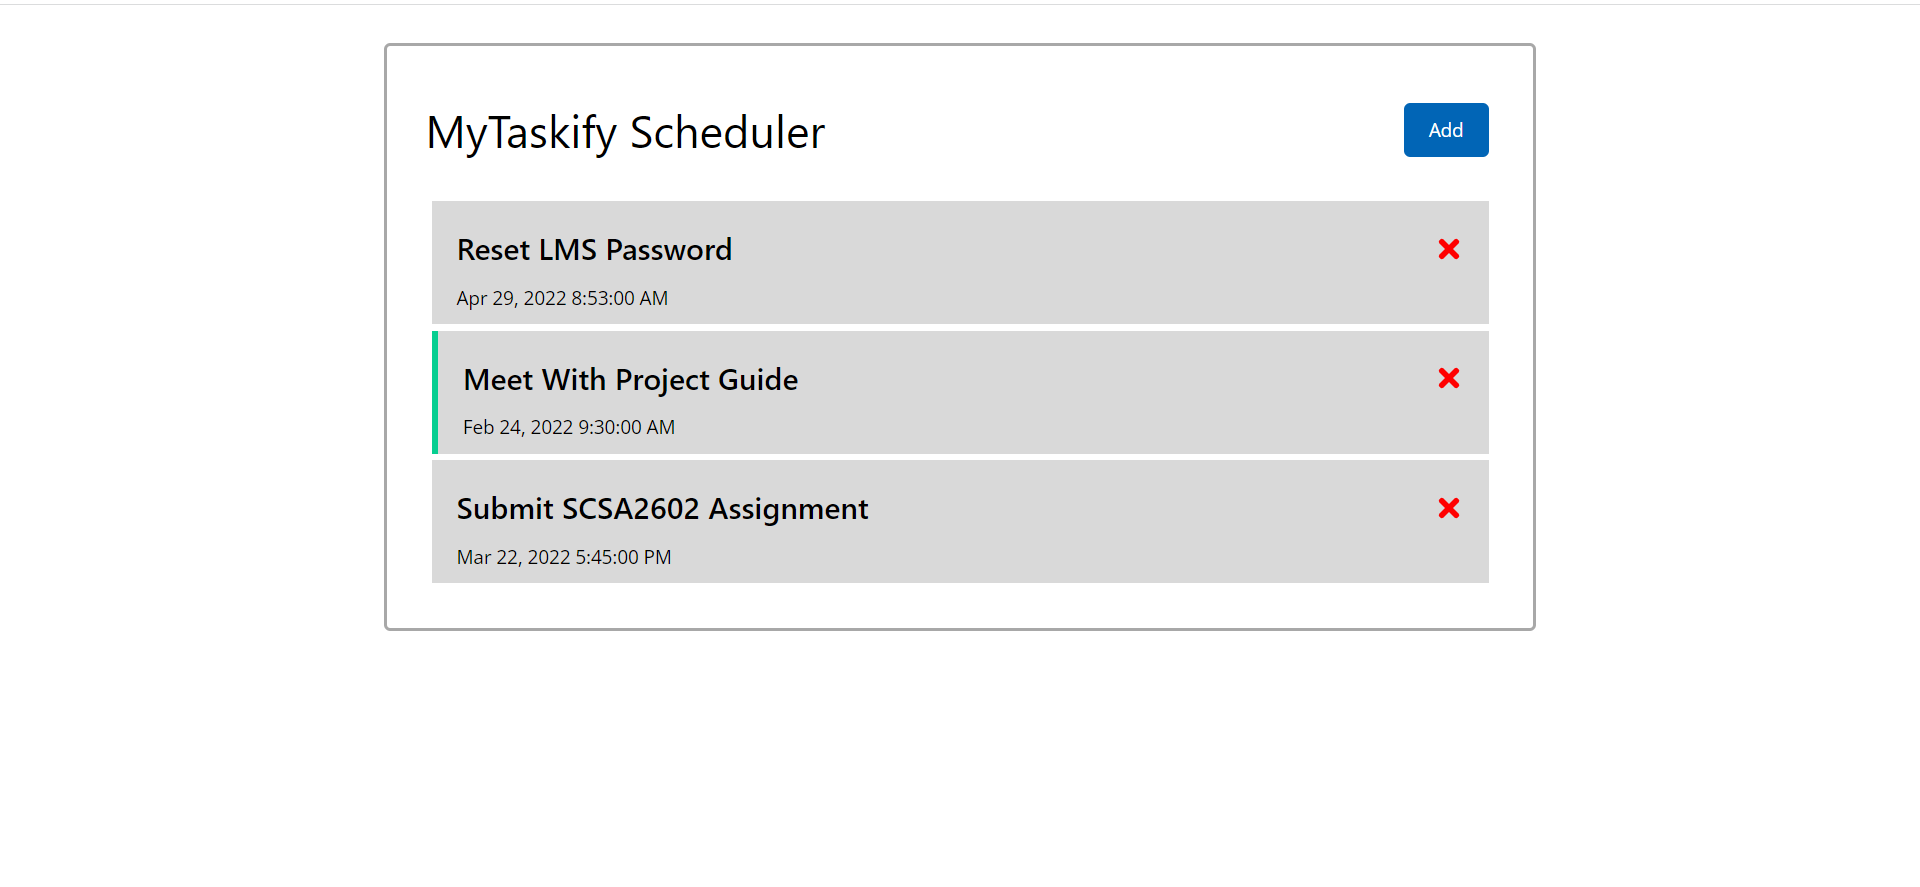 MyTaskify Scheduler
Add
Reset LMS Password
Apr 29, 2022 8:53:00 AM
Meet With Project Guide
Feb 24, 2022 9:30:00 AM
Submit SCSA2602 Assignment
Mar 22, 2022 5:45:00 PM